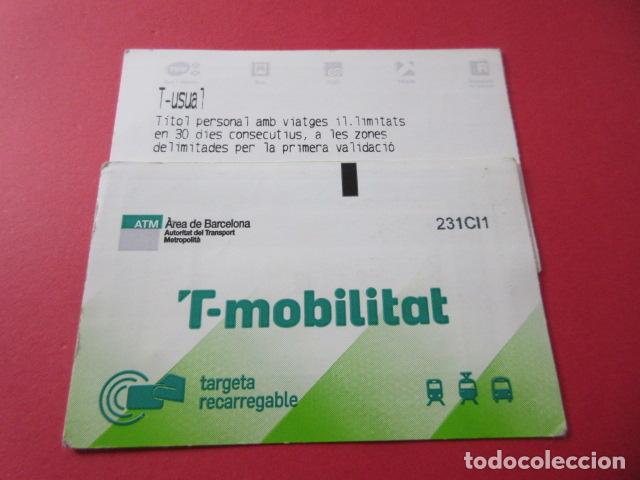 T-usual
Títol personal amb viatges il.limitats
en 30 dies consecutius, a les zones
delimitades per la primera validació
ATM Àrea de Barcelona
Autoritat del Transport
Metropolità
231CI1
T-mobilitat
targeta
recarregable
todocoleccion